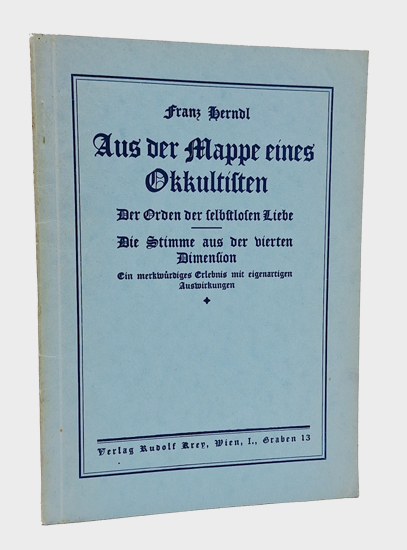 Franz Herndl
Aus der Mappe eines
Okkultisten
Der Orden der selbstlosen Liebe
Die Stimme aus der vierten
Dimension
Ein merkwürdiges Erlebnis mit eigenartigen
Auswirkungen
Verlag Rudolf Krey, Wien, I., Graben 13